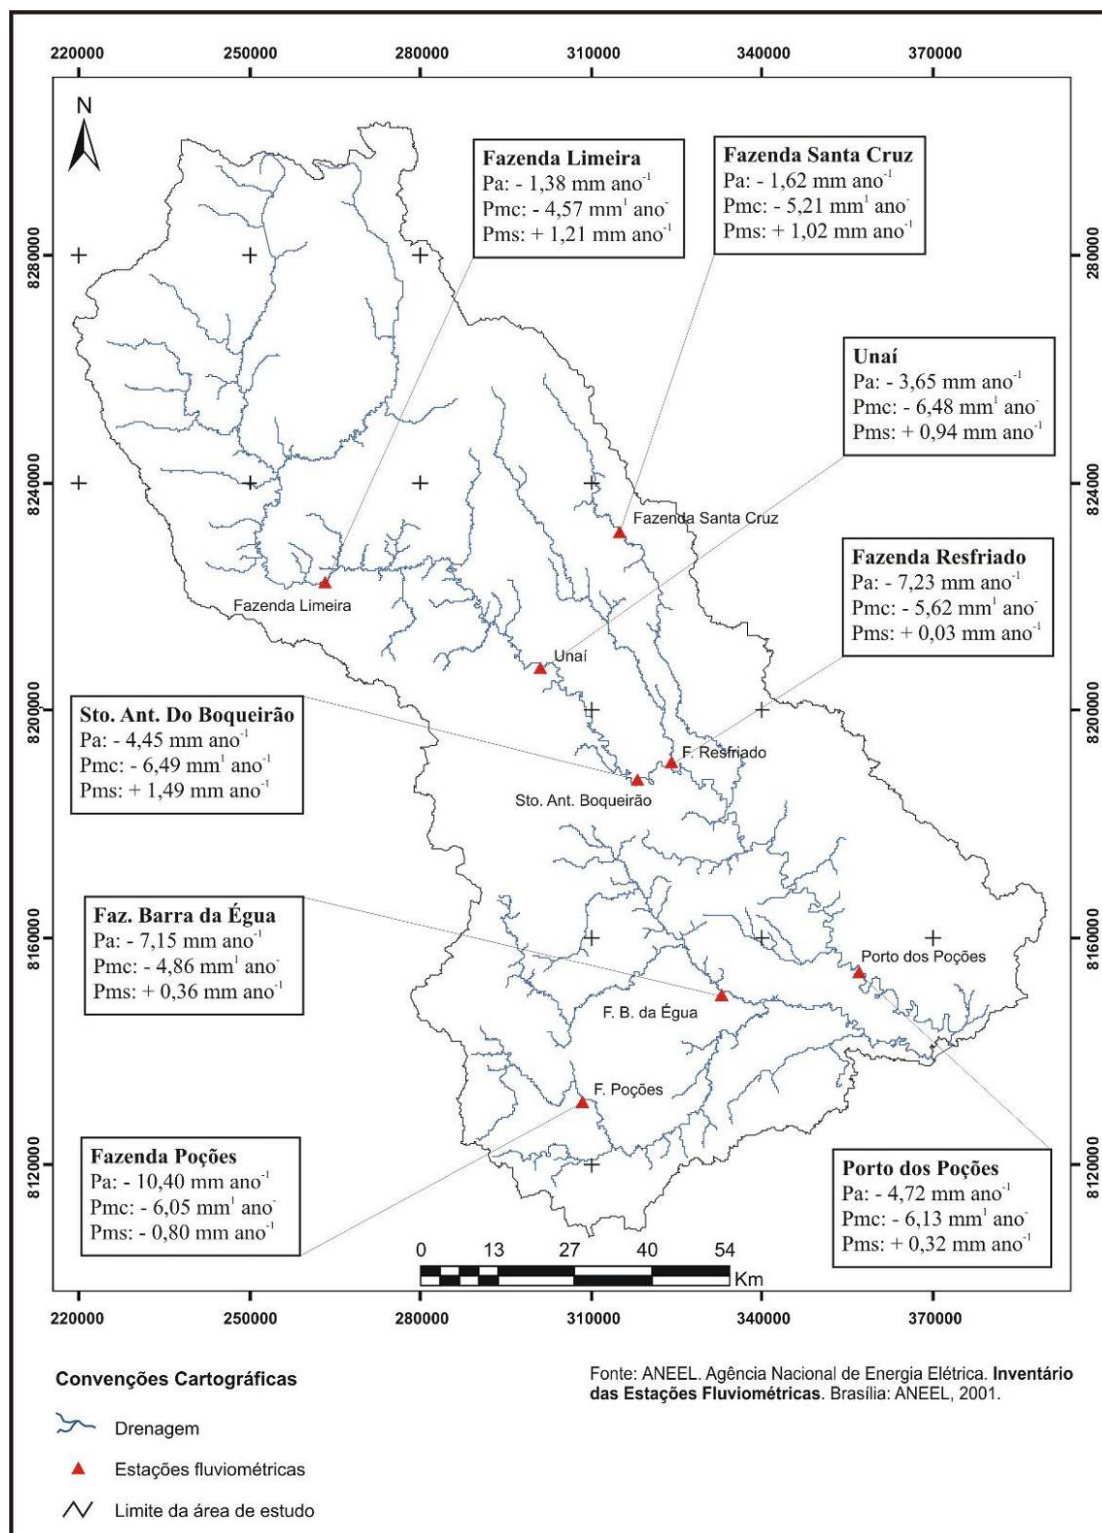 220000 250000 280000 310000 340000 370000
N
Fazenda Limeira
Pa: - 1,38 mm ano⁻¹
Pmc: - 4,57 mm¹ ano⁻
Pms: + 1,21 mm ano⁻¹
Fazenda Santa Cruz
Pa: - 1,62 mm ano⁻¹
Pmc: - 5,21 mm¹ ano⁻
Pms: + 1,02 mm ano⁻¹
8280000
280000
Unaí
Pa: - 3,65 mm ano⁻¹
Pmc: - 6,48 mm¹ ano⁻
Pms: + 0,94 mm ano⁻¹
824000
824000
Fazenda Santa Cruz
Fazenda Resfriado
Pa: - 7,23 mm ano⁻¹
Pmc: - 5,62 mm¹ ano⁻
Pms: + 0,03 mm ano⁻¹
Fazenda Limeira
Unaí
8200000
8200000
Sto. Ant. Do Boqueirão
Pa: - 4,45 mm ano⁻¹
Pmc: - 6,49 mm¹ ano⁻
Pms: + 1,49 mm ano⁻¹
F. Resfriado
Sto. Ant. Boqueirão
Faz. Barra da Égua
Pa: - 7,15 mm ano⁻¹
Pmc: - 4,86 mm¹ ano⁻
Pms: + 0,36 mm ano⁻¹
8160000
8160000
Porto dos Poções
F. B. da Égua
F. Poções
Fazenda Poções
Pa: - 10,40 mm ano⁻¹
Pmc: - 6,05 mm¹ ano⁻
Pms: - 0,80 mm ano⁻¹
8120000
8120000
Porto dos Poções
Pa: - 4,72 mm ano⁻¹
Pmc: - 6,13 mm¹ ano⁻
Pms: + 0,32 mm ano⁻¹
0 13 27 40 54
Km
220000 250000 280000 310000 340000 370000
Convenções Cartográficas
Drenagem
Estações fluviométricas
Limite da área de estudo
Fonte: ANEEL. Agência Nacional de Energia Elétrica. Inventário
das Estações Fluviométricas. Brasília: ANEEL, 2001.